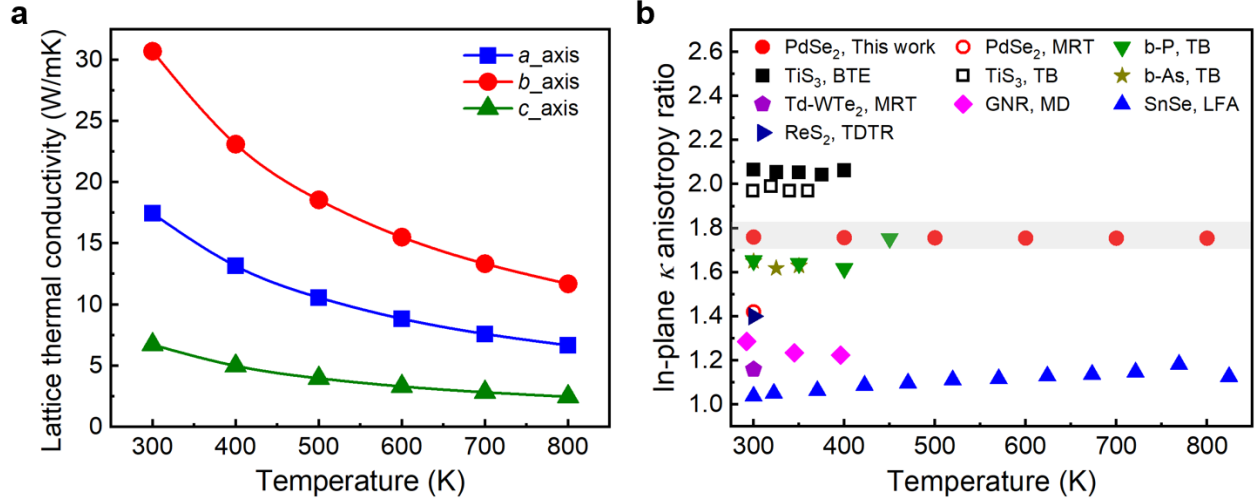 a
Lattice thermal conductivity (W/mK)
30
25
20
15
10
5
0
a_axis
b_axis
c_axis
300 400 500 600 700 800
Temperature (K)
b
In-plane κ anisotropy ratio
2.6
2.4
2.2
2.0
1.8
1.6
1.4
1.2
1.0
PdSe₂, This work PdSe₂, MRT b-P, TB
TiS₃, BTE TiS₃, TB b-As, TB
Td-WTe₂, MRT GNR, MD SnSe, LFA
ReS₂, TDTR
300 400 500 600 700 800
Temperature (K)